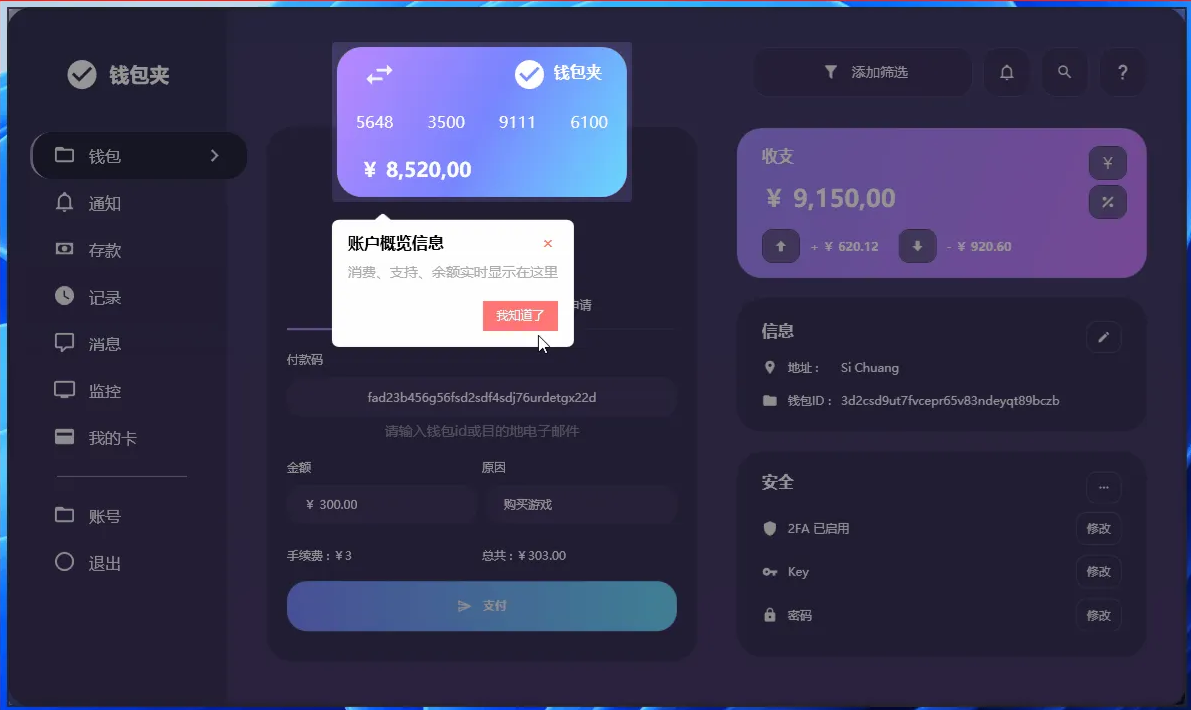 钱包夹
钱包
通知
存款
记录
消息
监控
我的卡
账号
退出
钱包夹
5648 3500 9111 6100
¥ 8,520,00
账户概览信息 ×
消费、支持、余额实时显示在这里
我知道了
申请
付款码
fad23b456g56fsd2sdf4sdj76urdetgx22d
请输入钱包id或目的地电子邮件
金额 原因
¥ 300.00 购买游戏
手续费：¥3 总共：¥303.00
支付
添加筛选 ?
收支 ¥
¥ 9,150,00
+ ¥ 620.12 - ¥ 920.60
信息
地址： Si Chuang
钱包ID： 3d2csd9ut7fvcepr65v83ndeyqt89bczb
安全 ...
2FA 已启用 修改
Key 修改
密码 修改